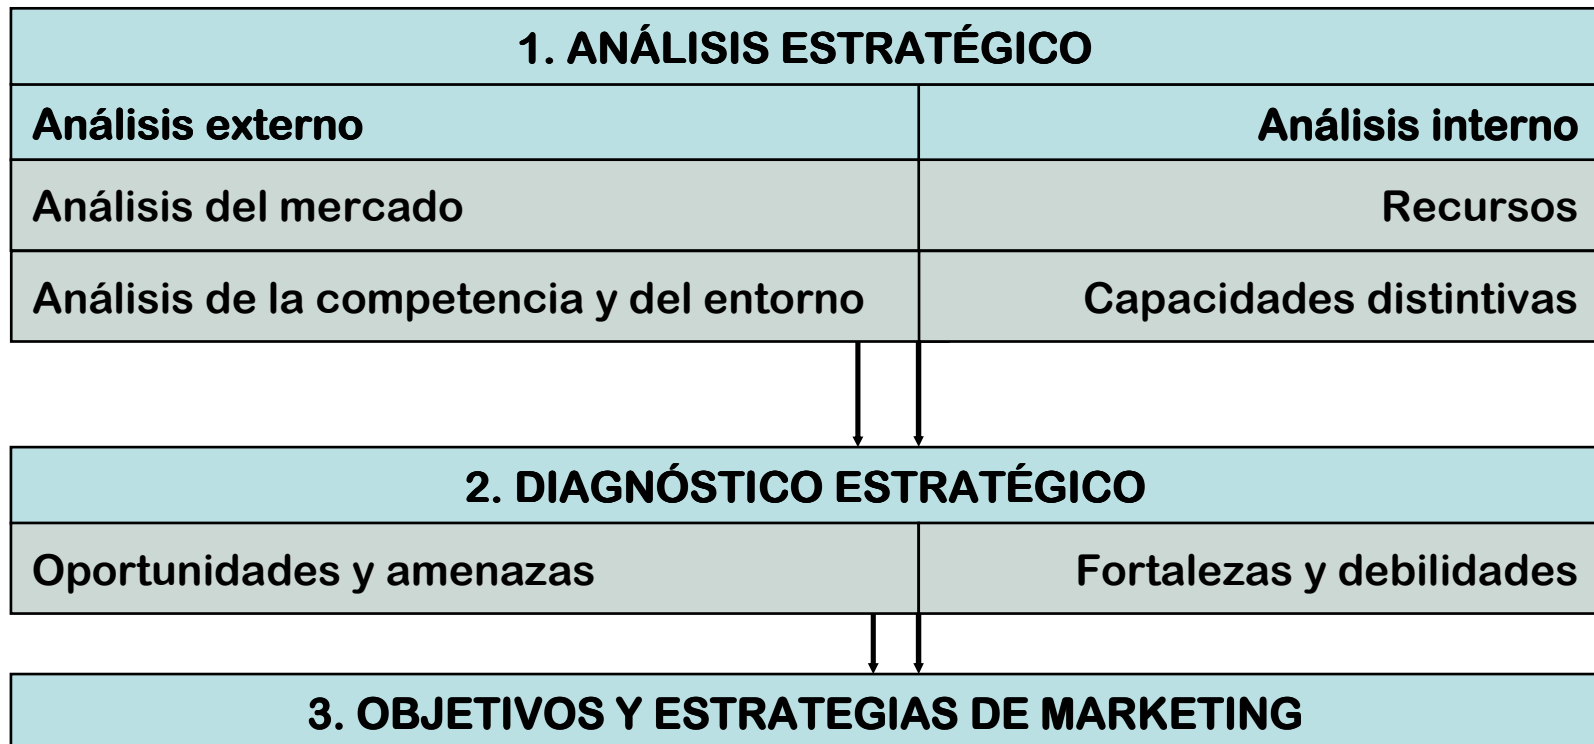 1. ANÁLISIS ESTRATÉGICO
Análisis externo
Análisis interno
Análisis del mercado
Recursos
Análisis de la competencia y del entorno
Capacidades distintivas
2. DIAGNÓSTICO ESTRATÉGICO
Oportunidades y amenazas
Fortalezas y debilidades
3. OBJETIVOS Y ESTRATEGIAS DE MARKETING